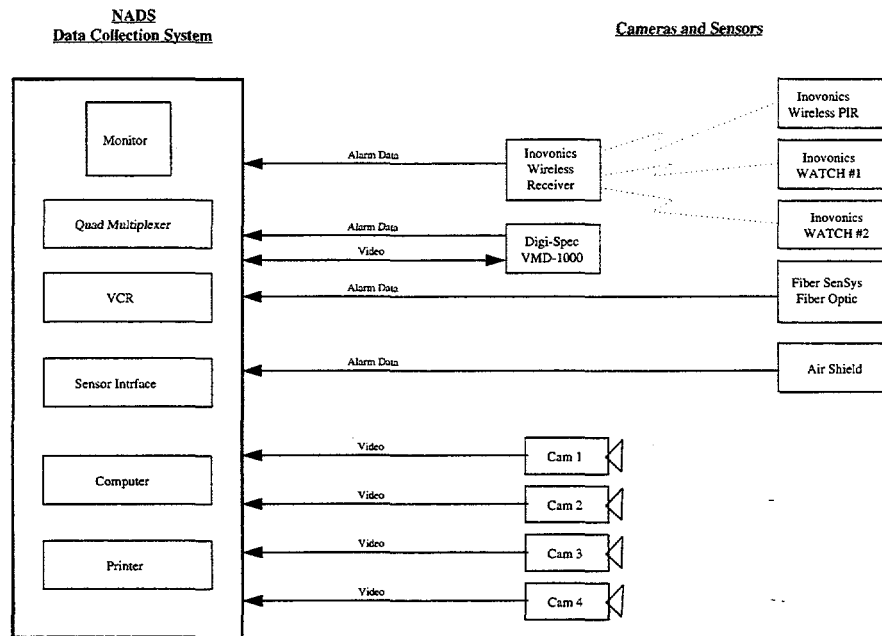 NADS
Data Collection System
Cameras and Sensors
Monitor
Quad Multiplexer
VCR
Sensor Intrface
Computer
Printer
Alarm Data
Inovonics
Wireless
Receiver
Inovonics
Wireless PIR
Inovonics
WATCH #1
Inovonics
WATCH #2
Alarm Data
Video
Digi-Spec
VMD-1000
Alarm Data
Fiber SenSys
Fiber Optic
Alarm Data
Air Shield
Video
Cam 1
Video
Cam 2
Video
Cam 3
Video
Cam 4